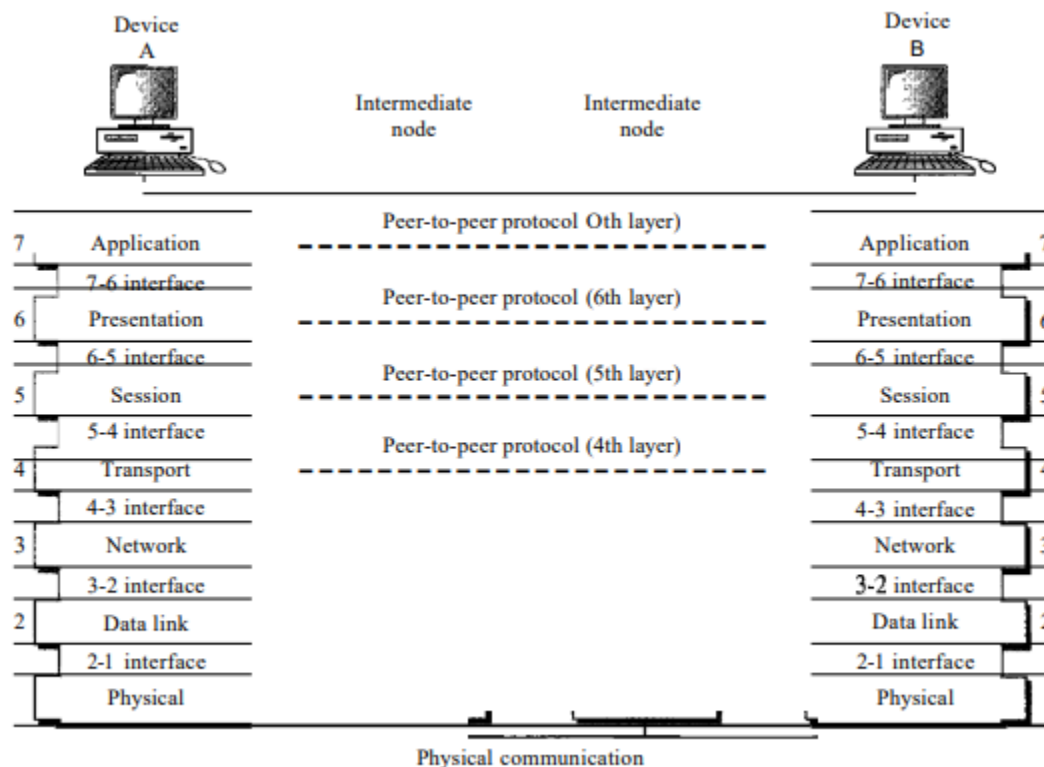 Device
A
Device
B
Intermediate
node
Intermediate
node
Peer-to-peer protocol Oth layer)
7 Application
Application 7
7-6 interface
7-6 interface
Peer-to-peer protocol (6th layer)
6 Presentation
Presentation 6
6-5 interface
6-5 interface
Peer-to-peer protocol (5th layer)
5 Session
Session 5
5-4 interface
5-4 interface
Peer-to-peer protocol (4th layer)
4 Transport
Transport 4
4-3 interface
4-3 interface
3 Network
Network 3
3-2 interface
3-2 interface
2 Data link
Data link 2
2-1 interface
2-1 interface
Physical
Physical
Physical communication